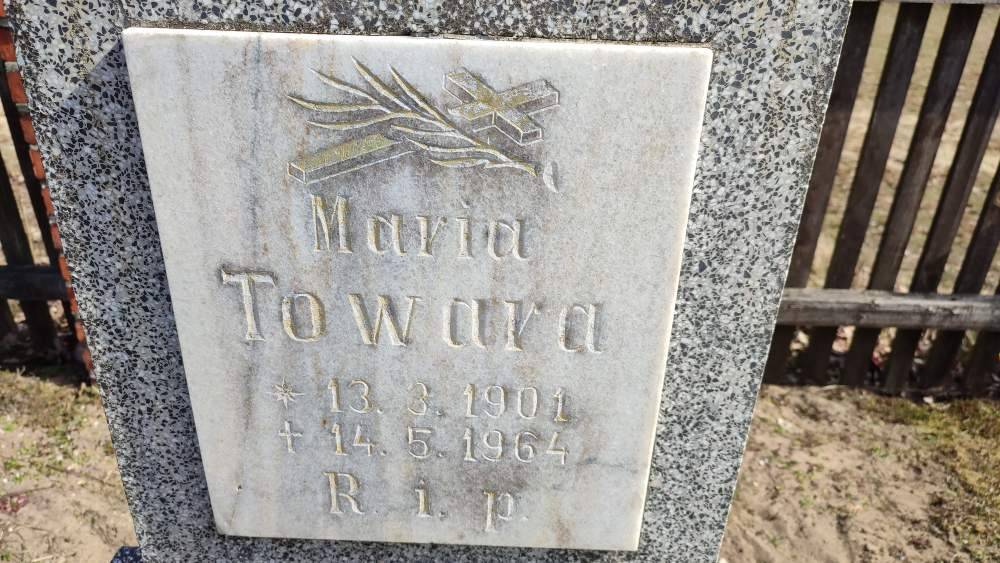 Maria
Towara
* 13. 3. 1901
† 14. 5. 1964
R. i. p.